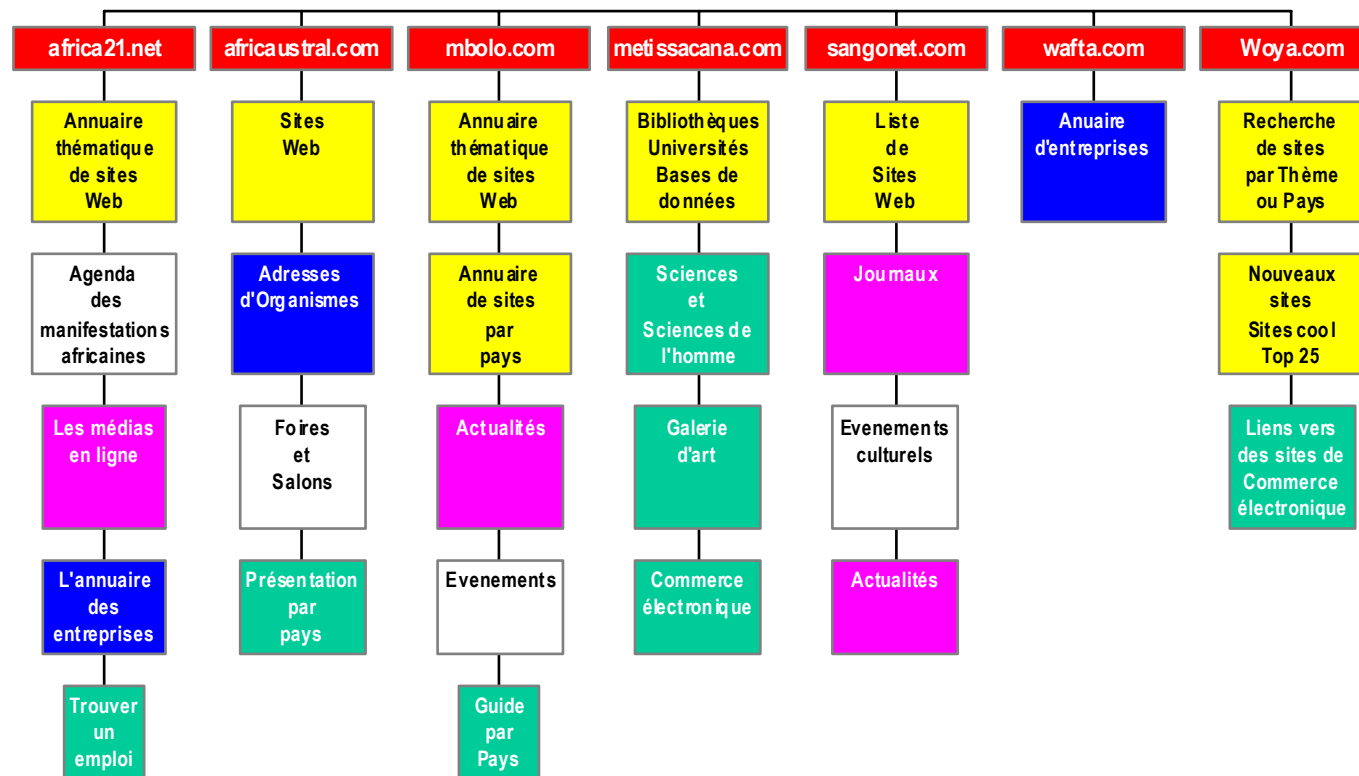 africa21.net
africaustral.com
mbolo.com
metissacana.com
sangonet.com
wafta.com
Woya.com
Annuaire
thématique
de sites
Web
Agenda
des
manifestations
africaines
Les médias
en ligne
L'annuaire
des
entreprises
Trouver
un
emploi
Sites
Web
Adresses
d'Organismes
Foires
et
Salons
Présentation
par
pays
Annuaire
thématique
de sites
Web
Annuaire
de sites
par
pays
Actualités
Evenements
Guide
par
Pays
Bibliothèques
Universités
Bases de
données
Sciences
et
Sciences de
l'homme
Galerie
d'art
Commerce
électronique
Liste
de
Sites
Web
Journaux
Evenements
culturels
Actualités
Anuaire
d'entreprises
Recherche
de sites
par Thème
ou Pays
Nouveaux
sites
Sites cool
Top 25
Liens vers
des sites de
Commerce
électronique